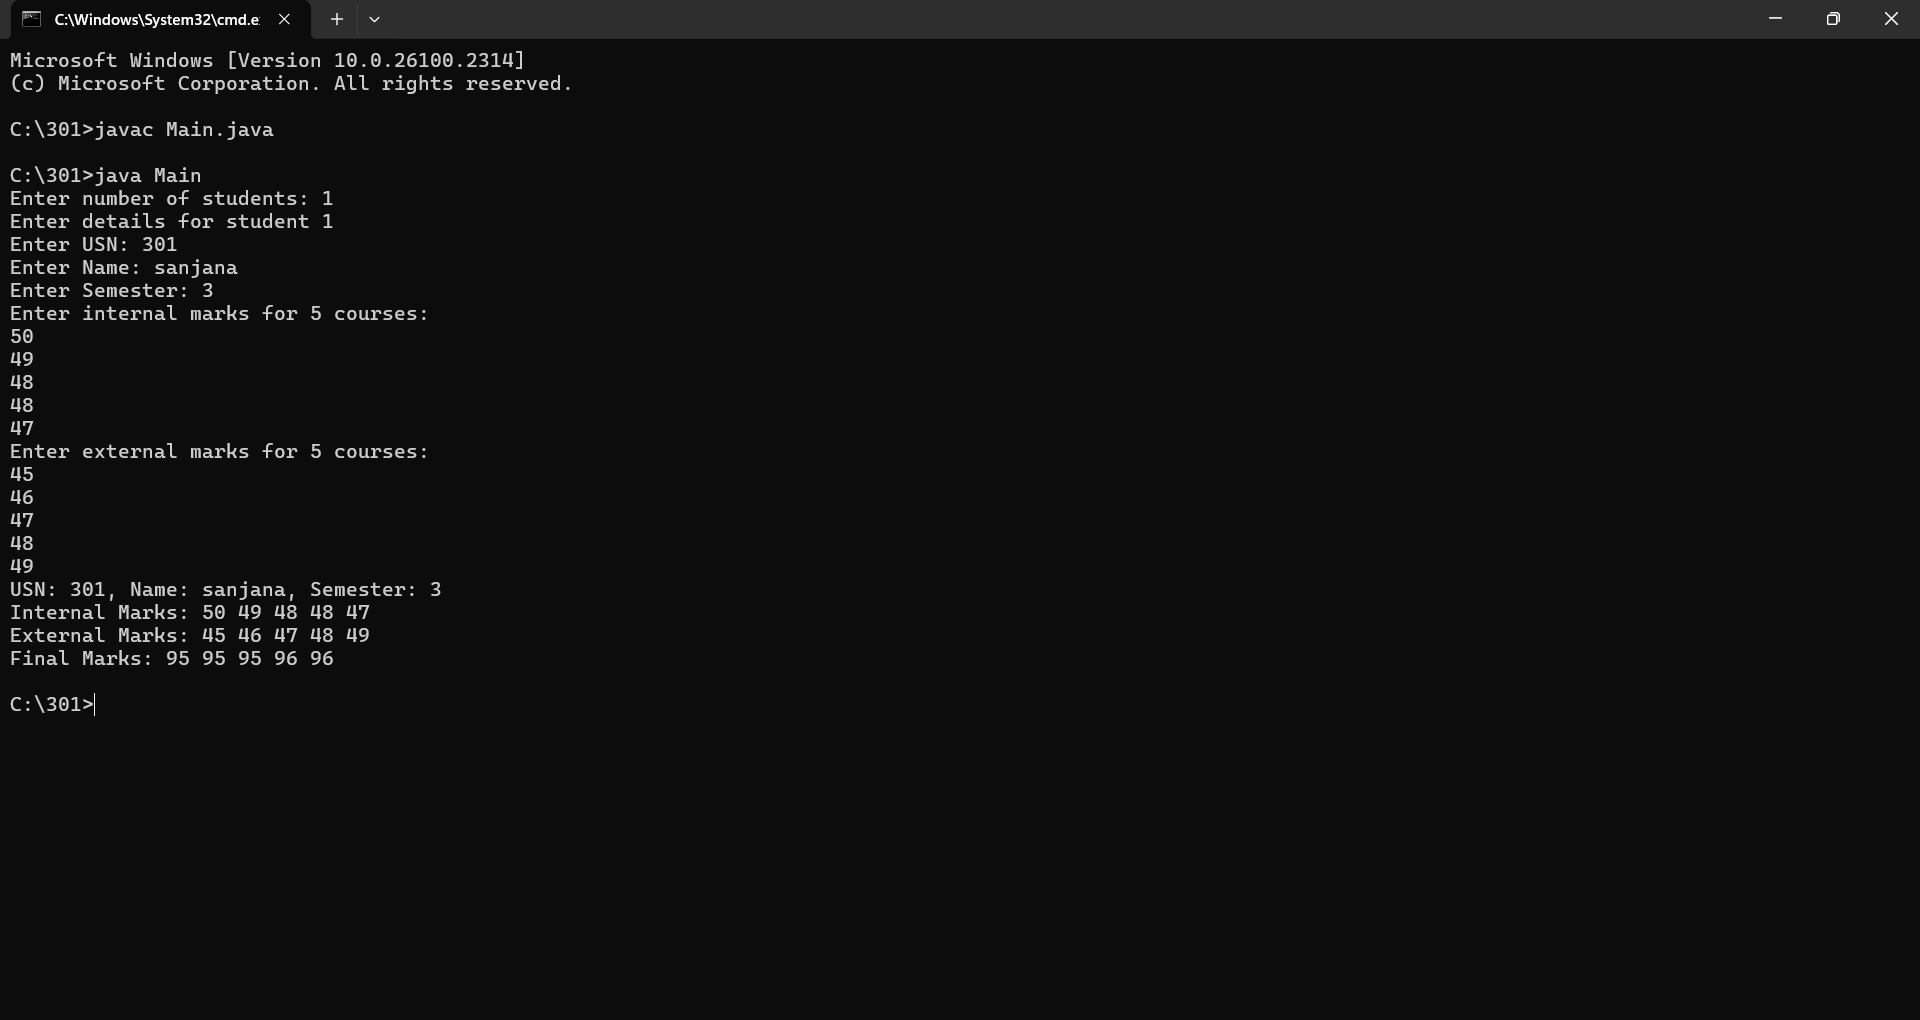 C:\Windows\System32\cmd.e
Microsoft Windows [Version 10.0.26100.2314]
(c) Microsoft Corporation. All rights reserved.
C:\301>javac Main.java
C:\301>java Main
Enter number of students: 1
Enter details for student 1
Enter USN: 301
Enter Name: sanjana
Enter Semester: 3
Enter internal marks for 5 courses:
50
49
48
48
47
Enter external marks for 5 courses:
45
46
47
48
49
USN: 301, Name: sanjana, Semester: 3
Internal Marks: 50 49 48 48 47
External Marks: 45 46 47 48 49
Final Marks: 95 95 95 96 96
C:\301>